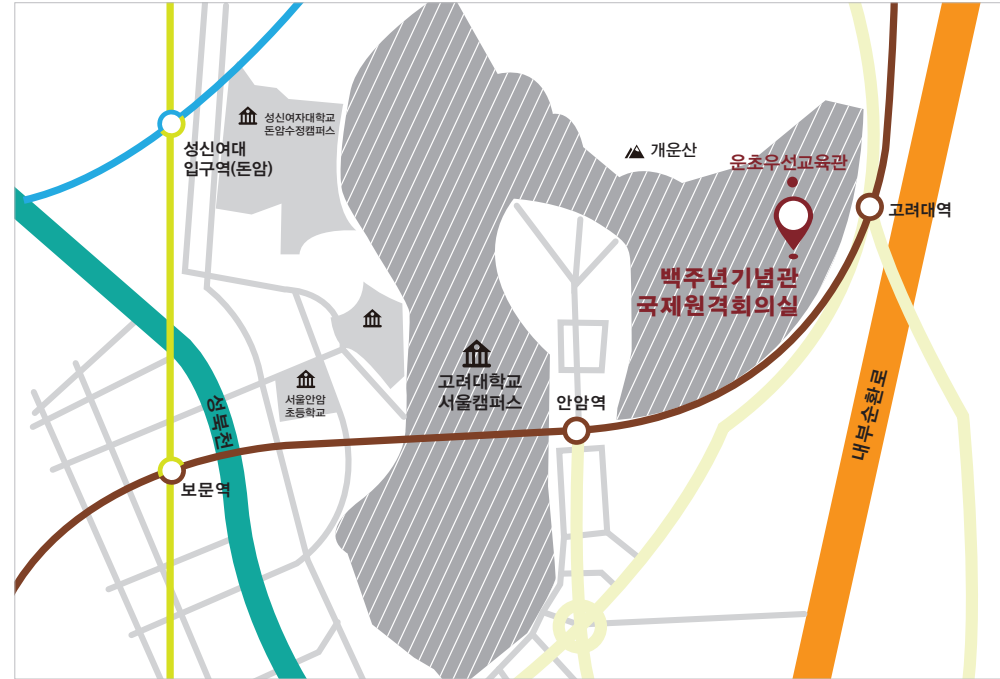 성신여자대학교
돈암수정캠퍼스
성신여대
입구역(돈암)
개운산
운초우선교육관
고려대역
백주년기념관
국제원격회의실
고려대학교
서울캠퍼스
서울안암
초등학교
안암역
성북천
내부순환로
보문역